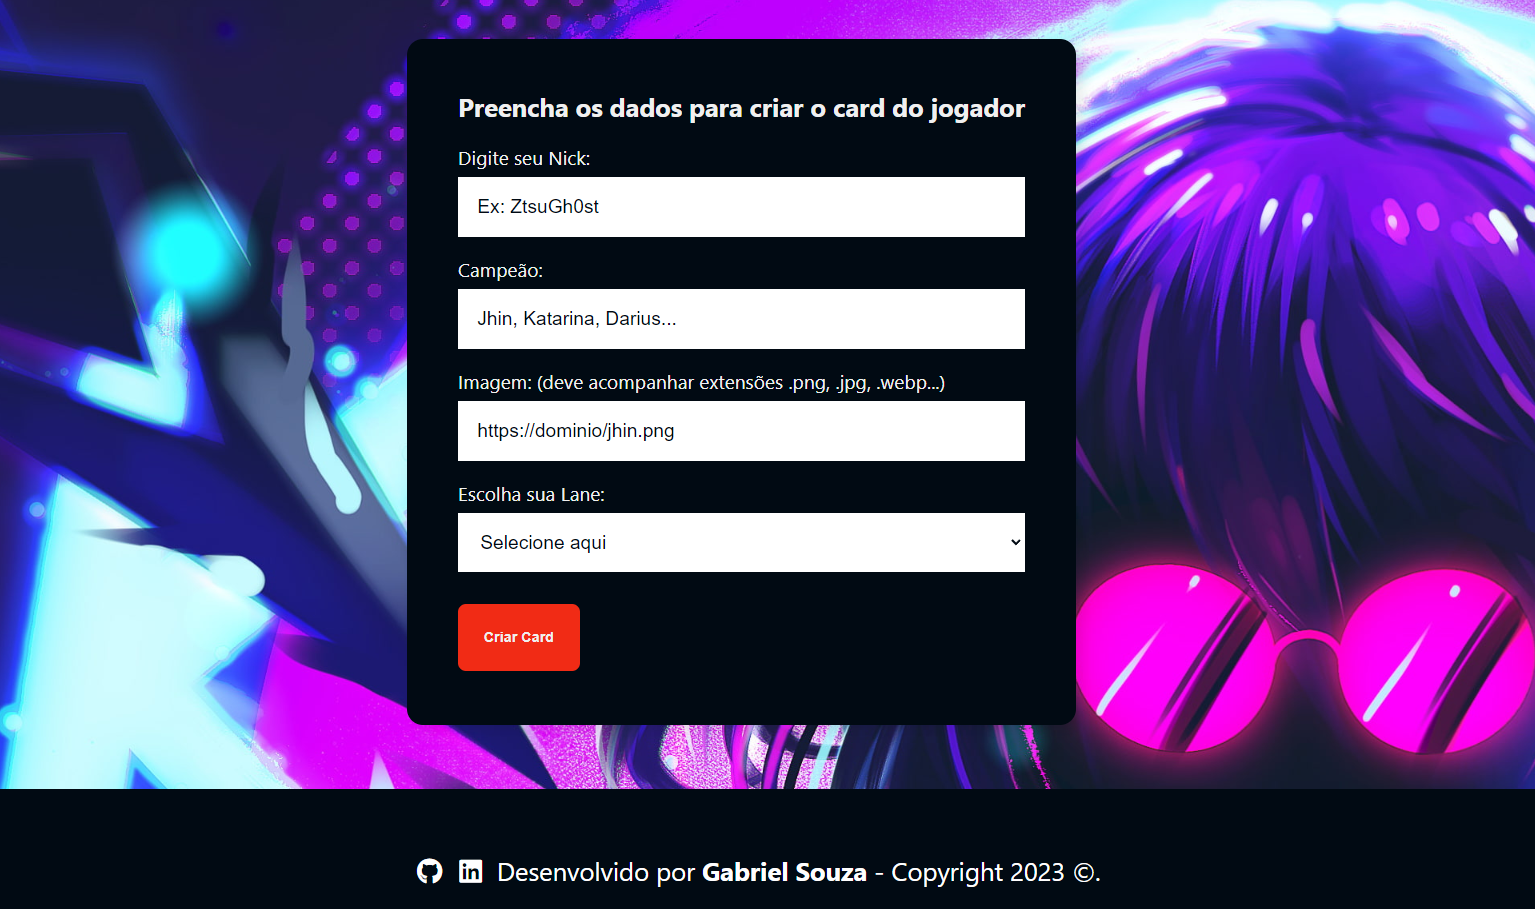 Preencha os dados para criar o card do jogador
Digite seu Nick:
Ex: ZtsuGh0st
Campeão:
Jhin, Katarina, Darius...
Imagem: (deve acompanhar extensões .png, .jpg, .webp...)
https://dominio/jhin.png
Escolha sua Lane:
Selecione aqui
Criar Card
in Desenvolvido por Gabriel Souza - Copyright 2023 ©.